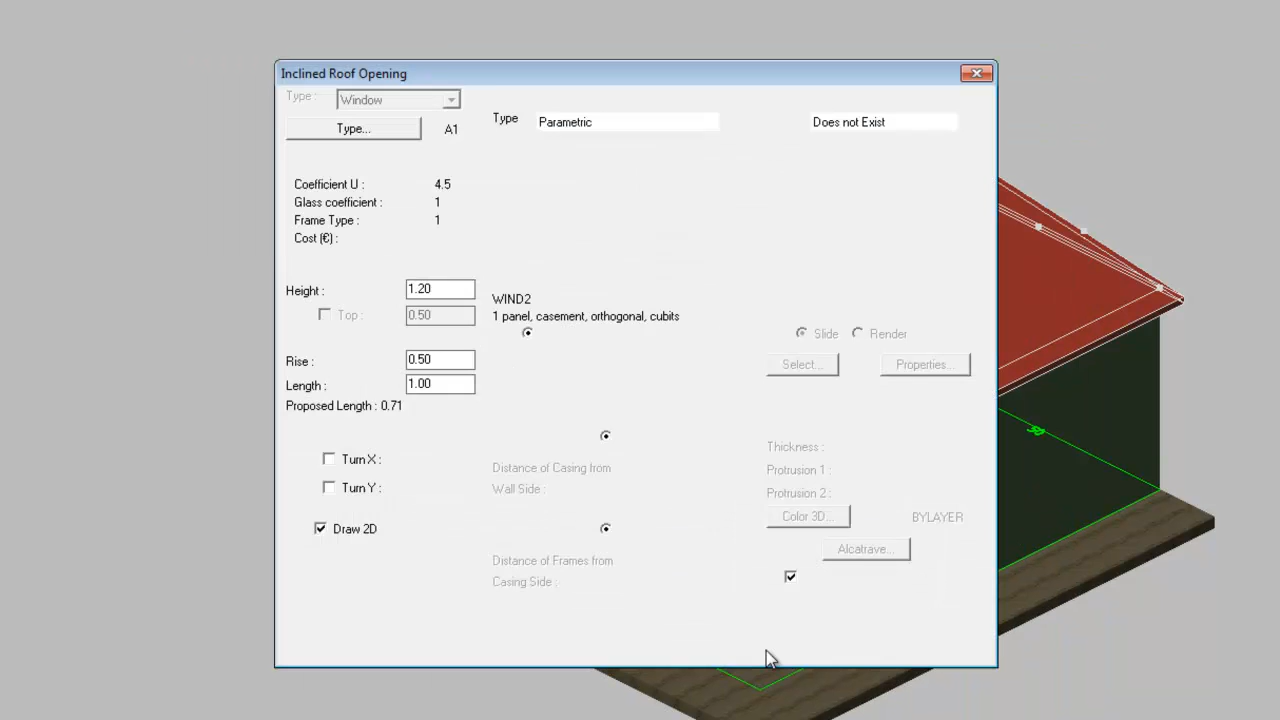 Inclined Roof Opening
Type :
Window
Type...
A1
Type
Parametric
Does not Exist
Coefficient U :
4.5
Glass coefficient :
1
Frame Type :
1
Cost (€) :
Height :
1.20
Top :
0.50
WIND2
1 panel, casement, orthogonal, cubits
Slide
Render
Select...
Properties...
Rise :
0.50
Length :
1.00
Proposed Length : 0.71
Turn X :
Turn Y :
Draw 2D
Distance of Casing from
Wall Side :
Distance of Frames from
Casing Side :
Thickness :
Protrusion 1 :
Protrusion 2 :
Color 3D...
BYLAYER
Alcatrave...